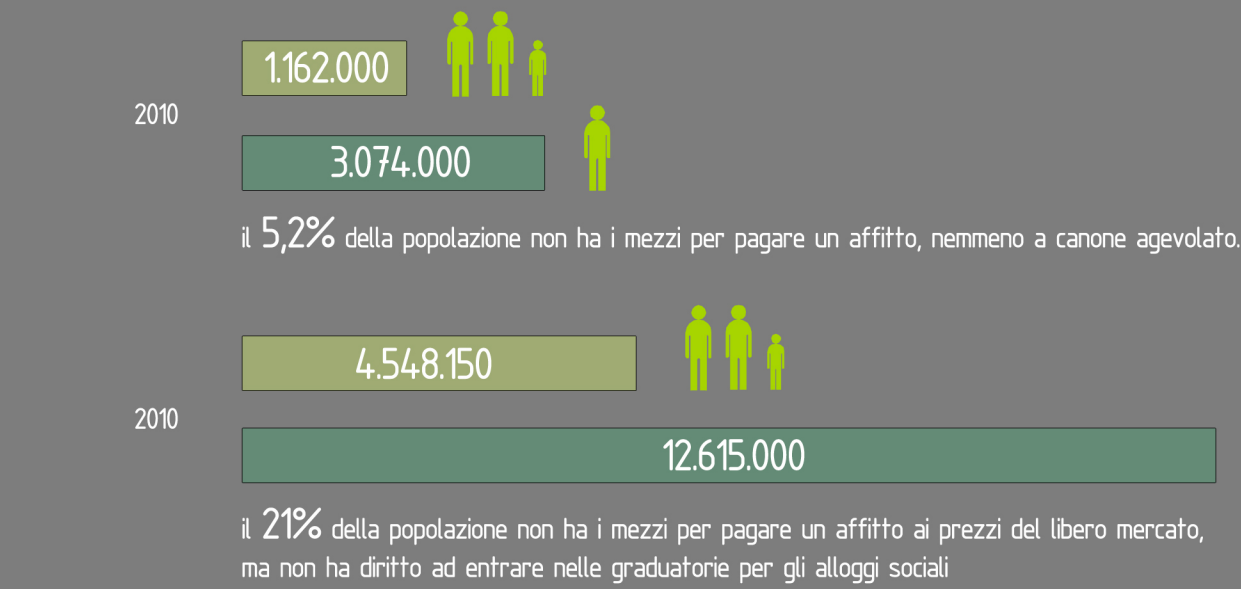 1.162.000
2010
3.074.000
il 5,2% della popolazione non ha i mezzi per pagare un affitto, nemmeno a canone agevolato.
4.548.150
2010
12.615.000
il 21% della popolazione non ha i mezzi per pagare un affitto ai prezzi del libero mercato,
ma non ha diritto ad entrare nelle graduatorie per gli alloggi sociali